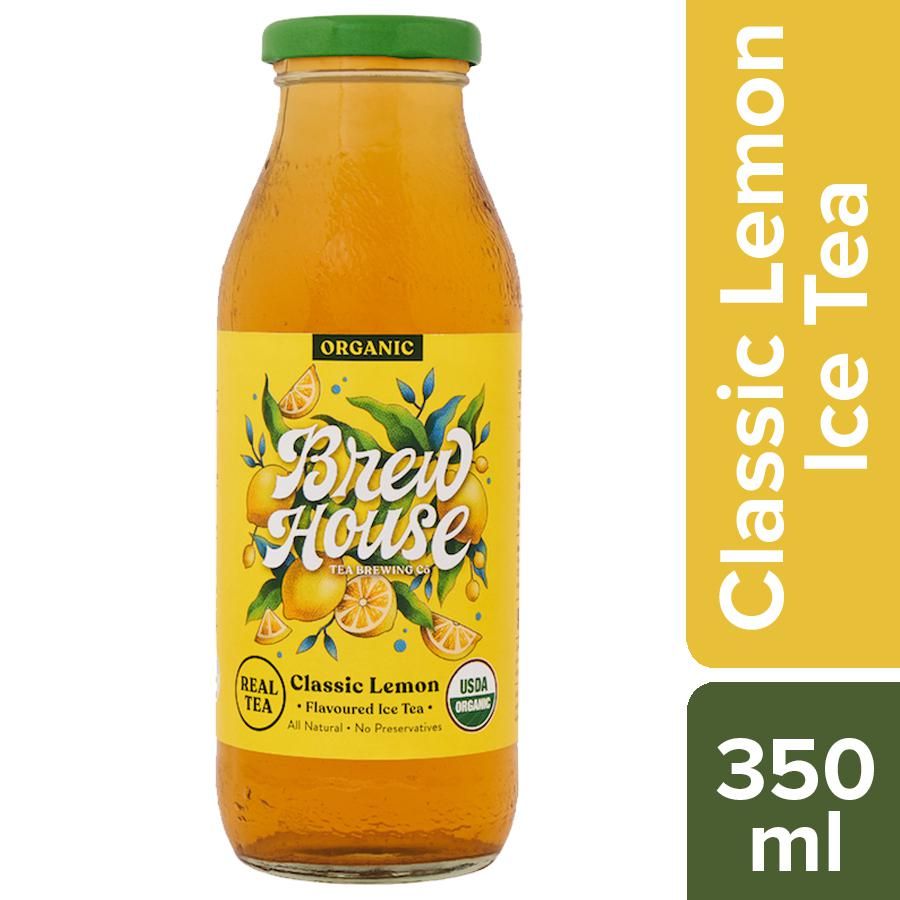 ORGANIC
Brew
House
TEA BREWING Co
REAL
TEA
Classic Lemon
• Flavoured Ice Tea •
All Natural • No Preservatives
USDA
ORGANIC
Classic Lemon
Ice Tea
350
ml